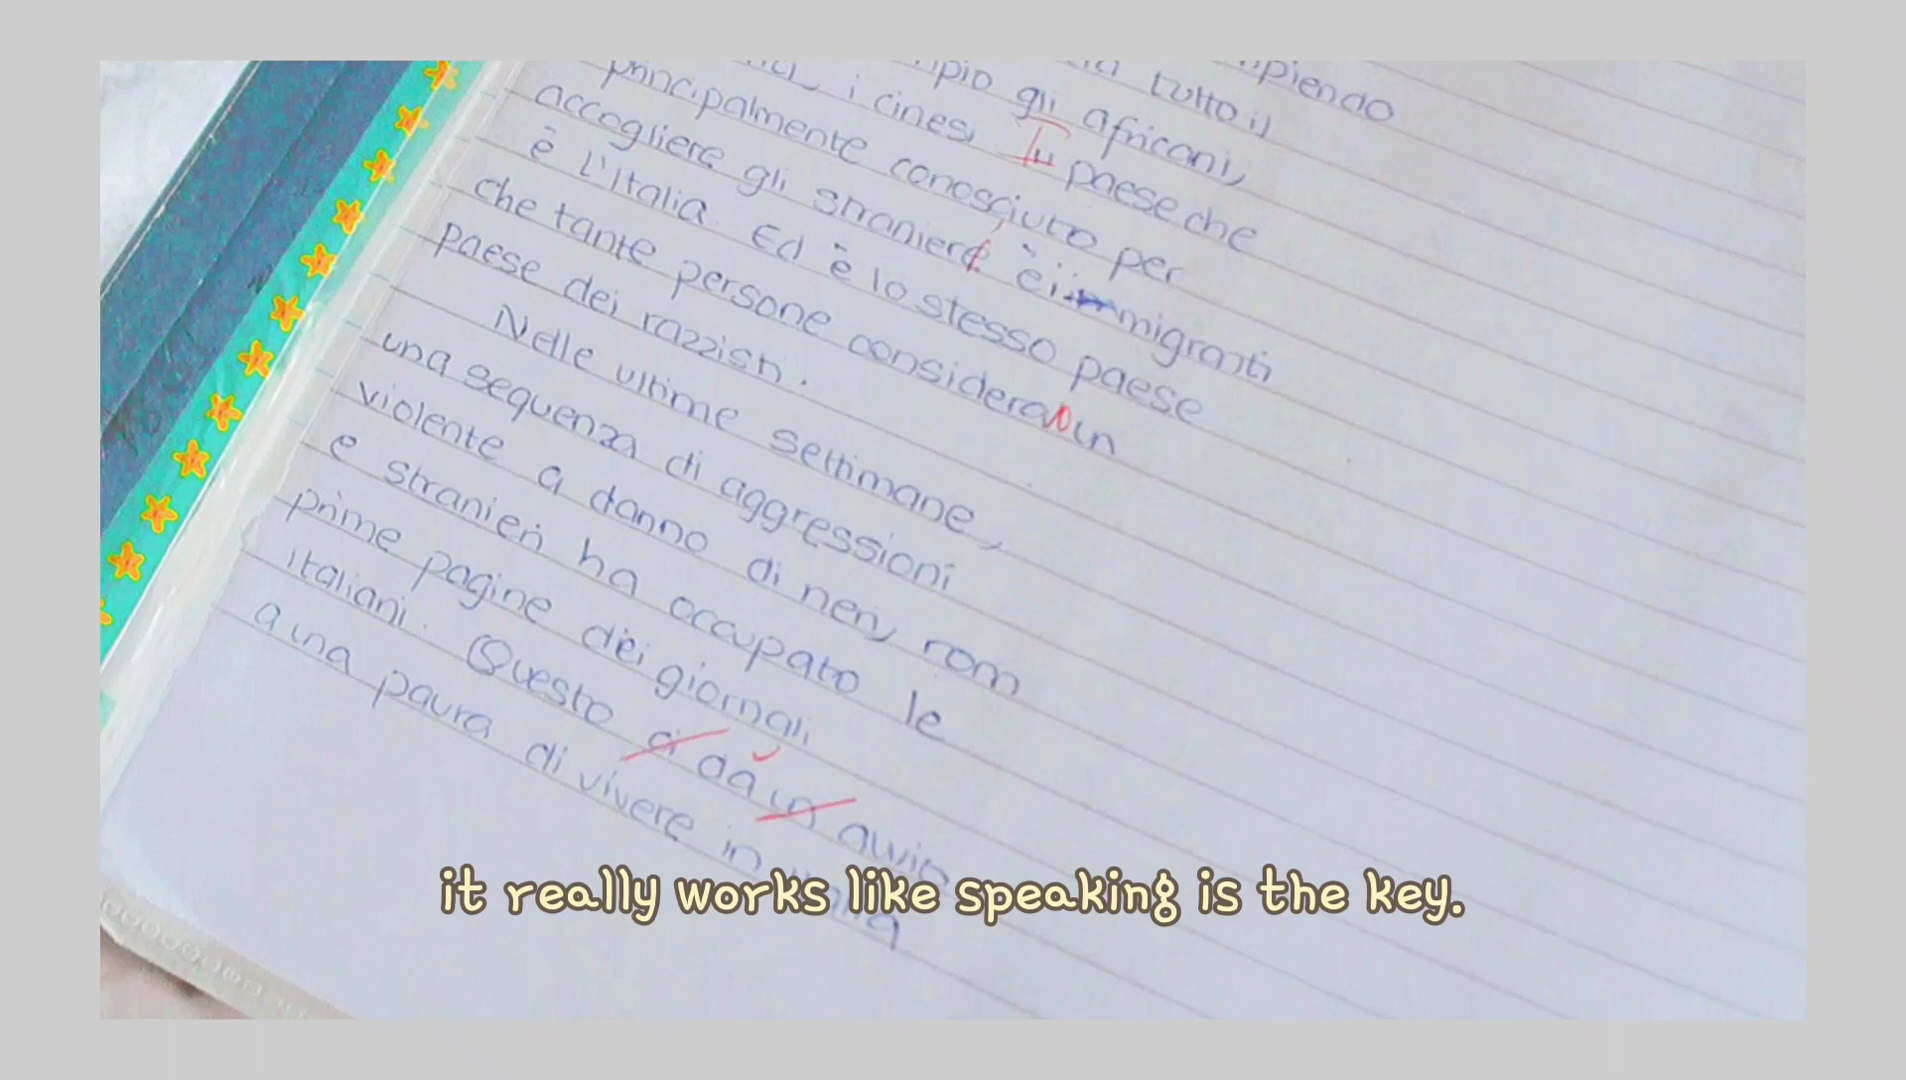 tutto il
gli africani,
i cinesi Il paese che
principalmente conosciuto per
accogliere gli stranieri e immigranti
è l'Italia. Ed è lo stesso paese
che tante persone considerano un
paese dei razzisti.
Nelle ultime settimane,
una sequenza di aggressioni
violente a danno di neri, rom
e stranieri ha occupato le
prime pagine dei giornali
italiani. Questo ci dà un avvio
a una paura di vivere in
it really works like speaking is the key.